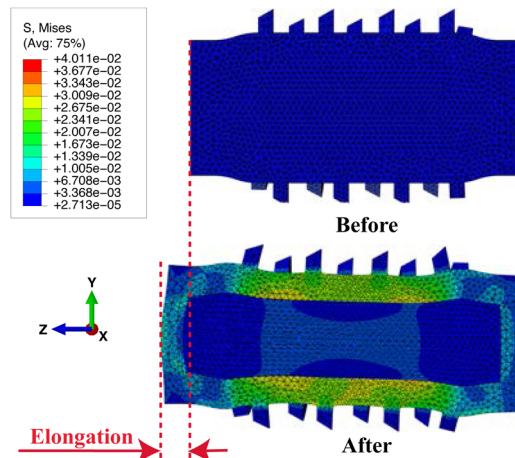 S, Mises
(Avg: 75%)
+4.011e−02
+3.677e−02
+3.343e−02
+3.009e−02
+2.675e−02
+2.341e−02
+2.007e−02
+1.673e−02
+1.339e−02
+1.005e−02
+6.708e−03
+3.368e−03
+2.713e−05
Before
Y
Z
X
Elongation
After